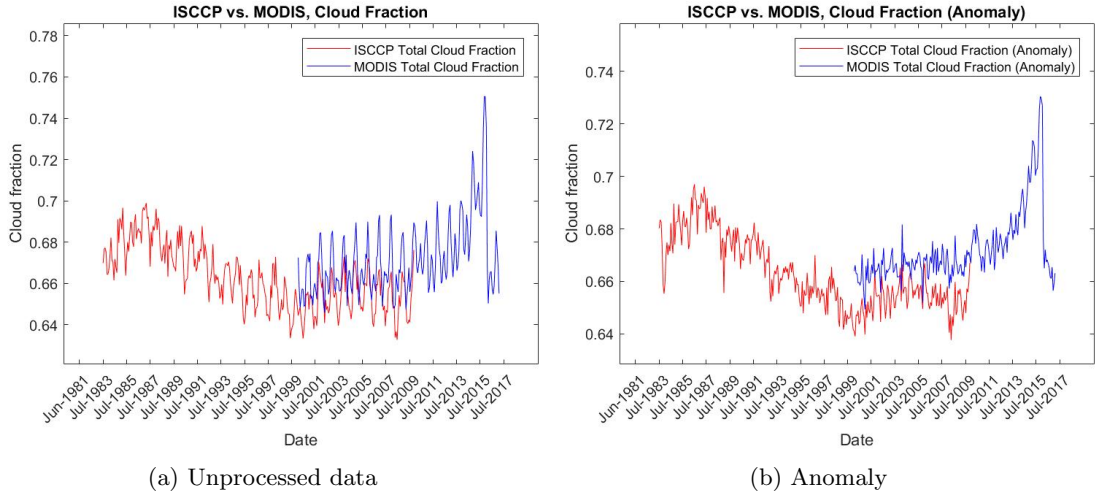 ISCCP vs. MODIS, Cloud Fraction
0.78
0.76
0.74
0.72
0.7
0.68
0.66
0.64
Cloud fraction
ISCCP Total Cloud Fraction
MODIS Total Cloud Fraction
Jun-1981
Jul-1983
Jul-1985
Jul-1987
Jul-1989
Jul-1991
Jul-1993
Jul-1995
Jul-1997
Jul-1999
Jul-2001
Jul-2003
Jul-2005
Jul-2007
Jul-2009
Jul-2011
Jul-2013
Jul-2015
Jul-2017
Date
(a) Unprocessed data
ISCCP vs. MODIS, Cloud Fraction (Anomaly)
0.74
0.72
0.7
0.68
0.66
0.64
Cloud fraction
ISCCP Total Cloud Fraction (Anomaly)
MODIS Total Cloud Fraction (Anomaly)
Jun-1981
Jul-1983
Jul-1985
Jul-1987
Jul-1989
Jul-1991
Jul-1993
Jul-1995
Jul-1997
Jul-1999
Jul-2001
Jul-2003
Jul-2005
Jul-2007
Jul-2009
Jul-2011
Jul-2013
Jul-2015
Jul-2017
Date
(b) Anomaly